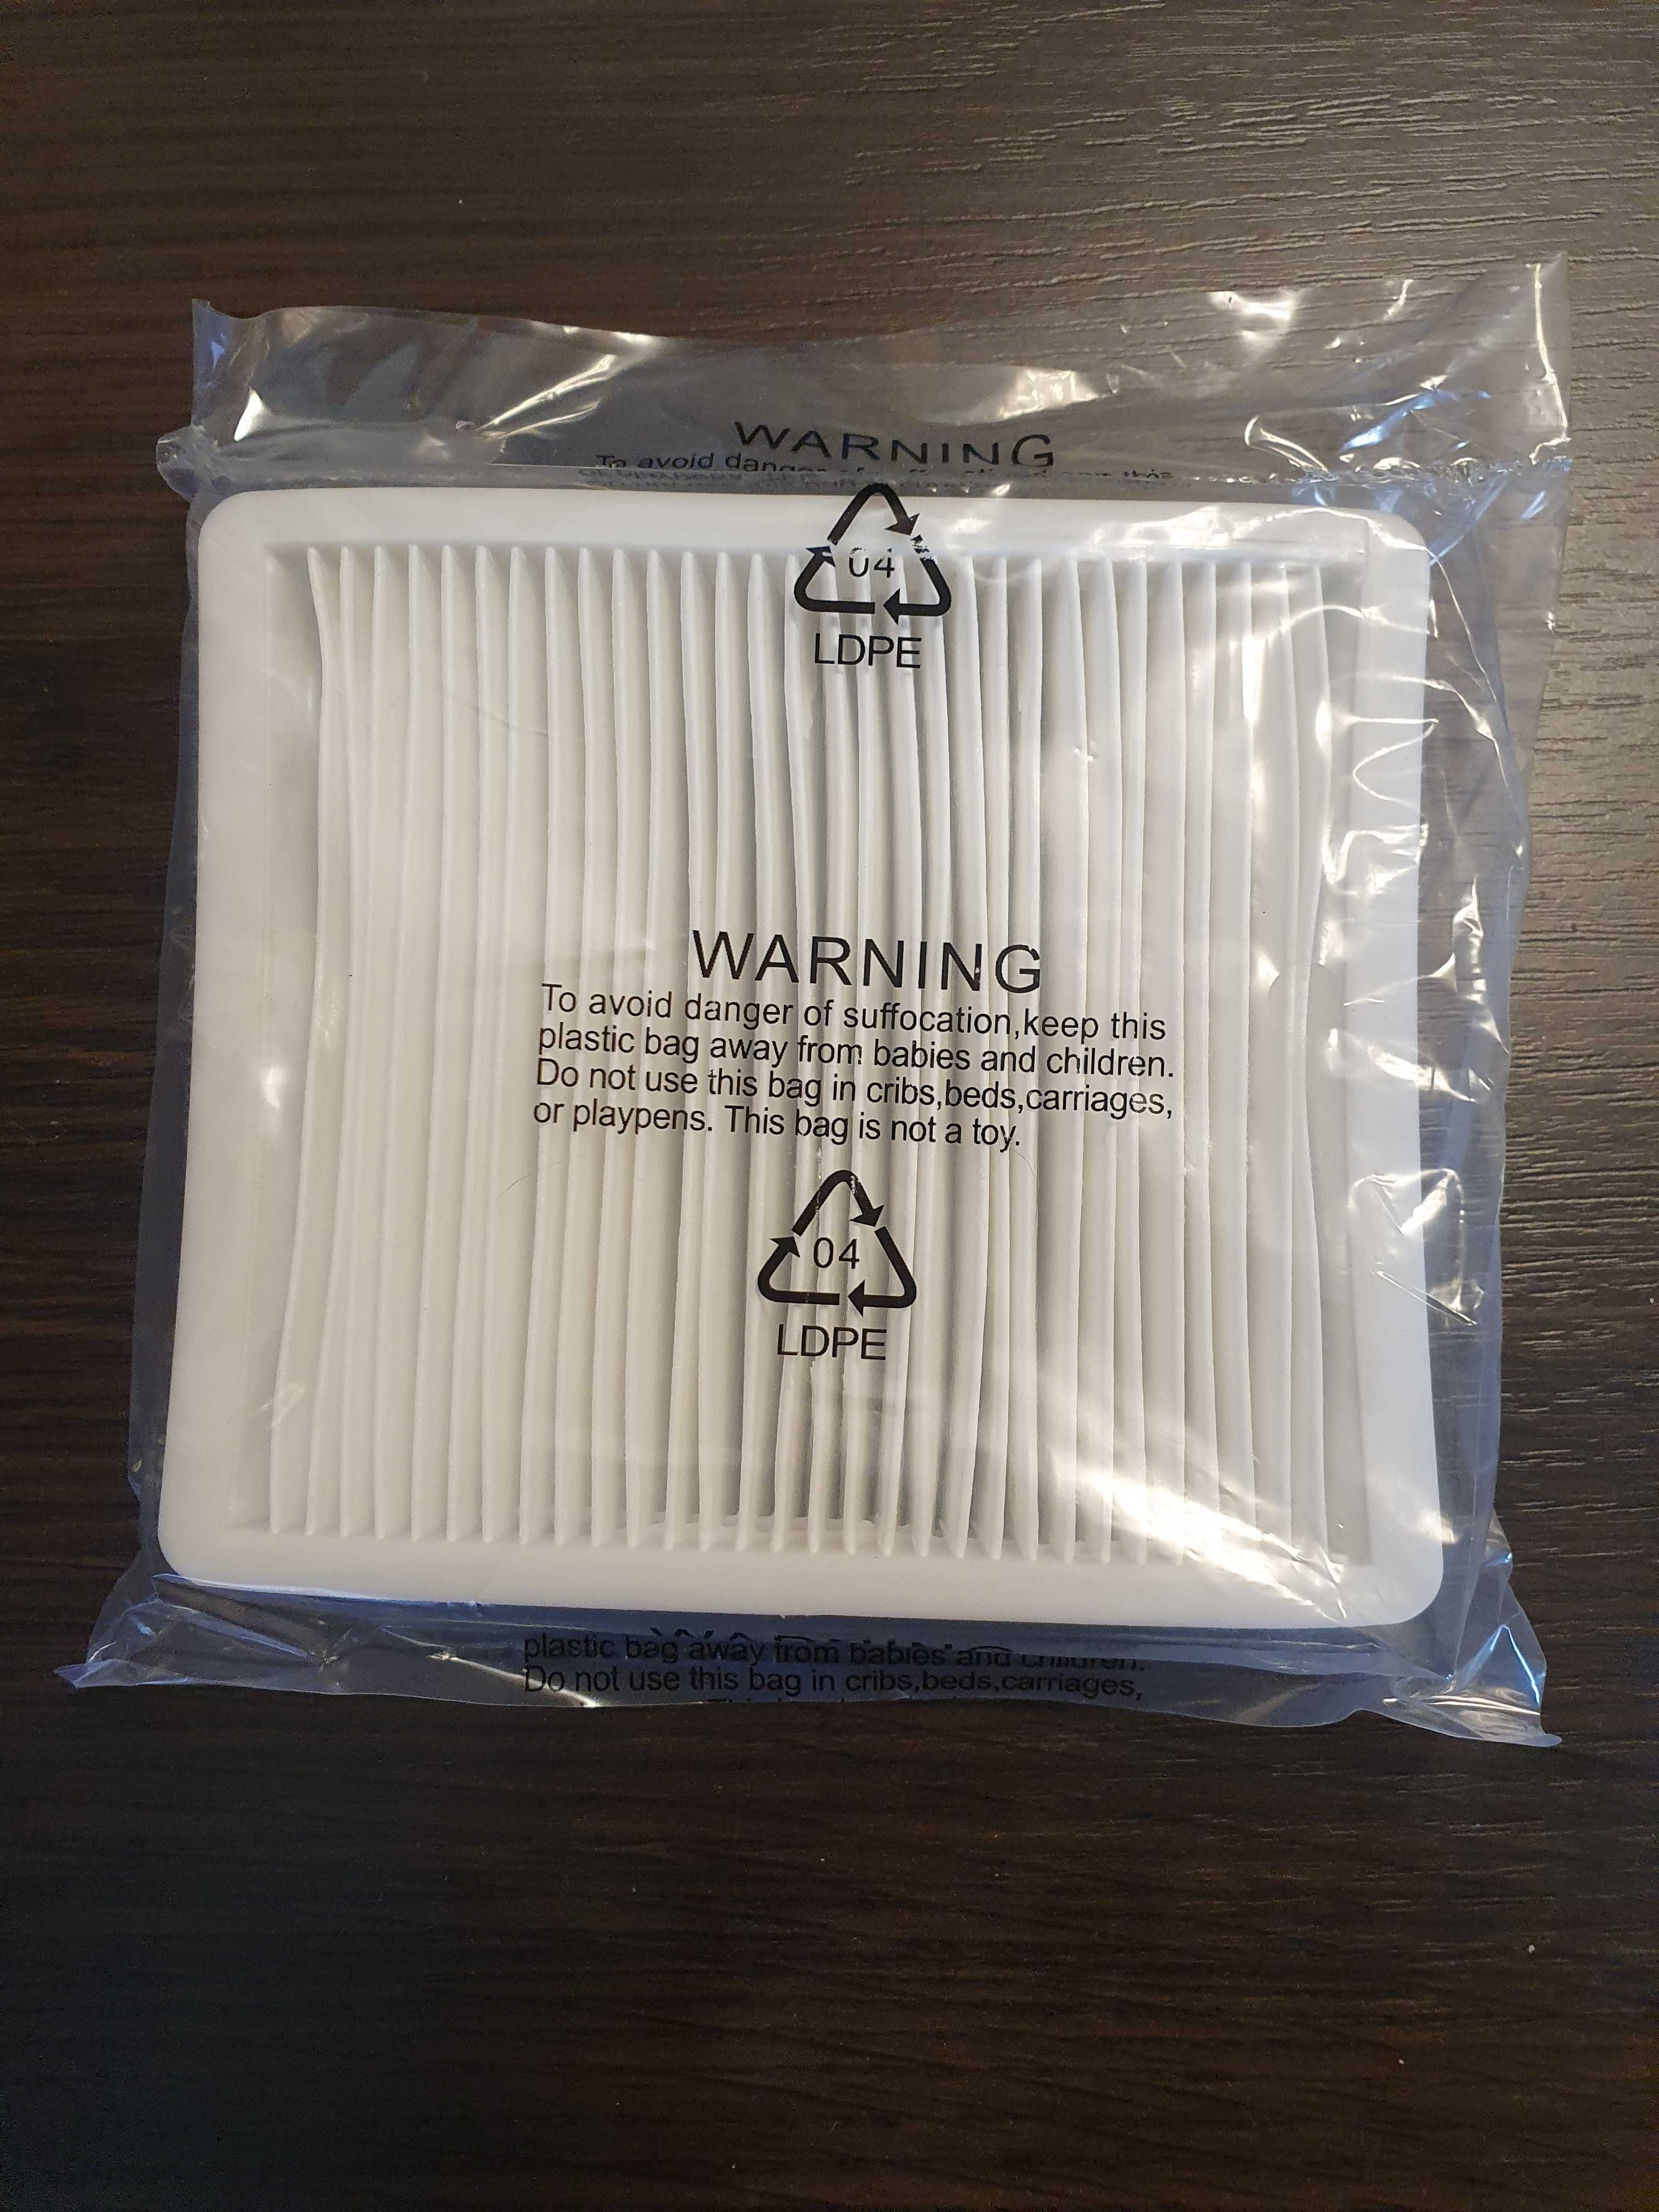 WARNING
To avoid danger of this
04
LDPE
WARNING
To avoid danger of suffocation,keep this
plastic bag away from babies and children.
Do not use this bag in cribs,beds,carriages,
or playpens. This bag is not a toy.
04
LDPE
plastic bag away from babies and children.
Do not use this bag in cribs,beds,carriages,